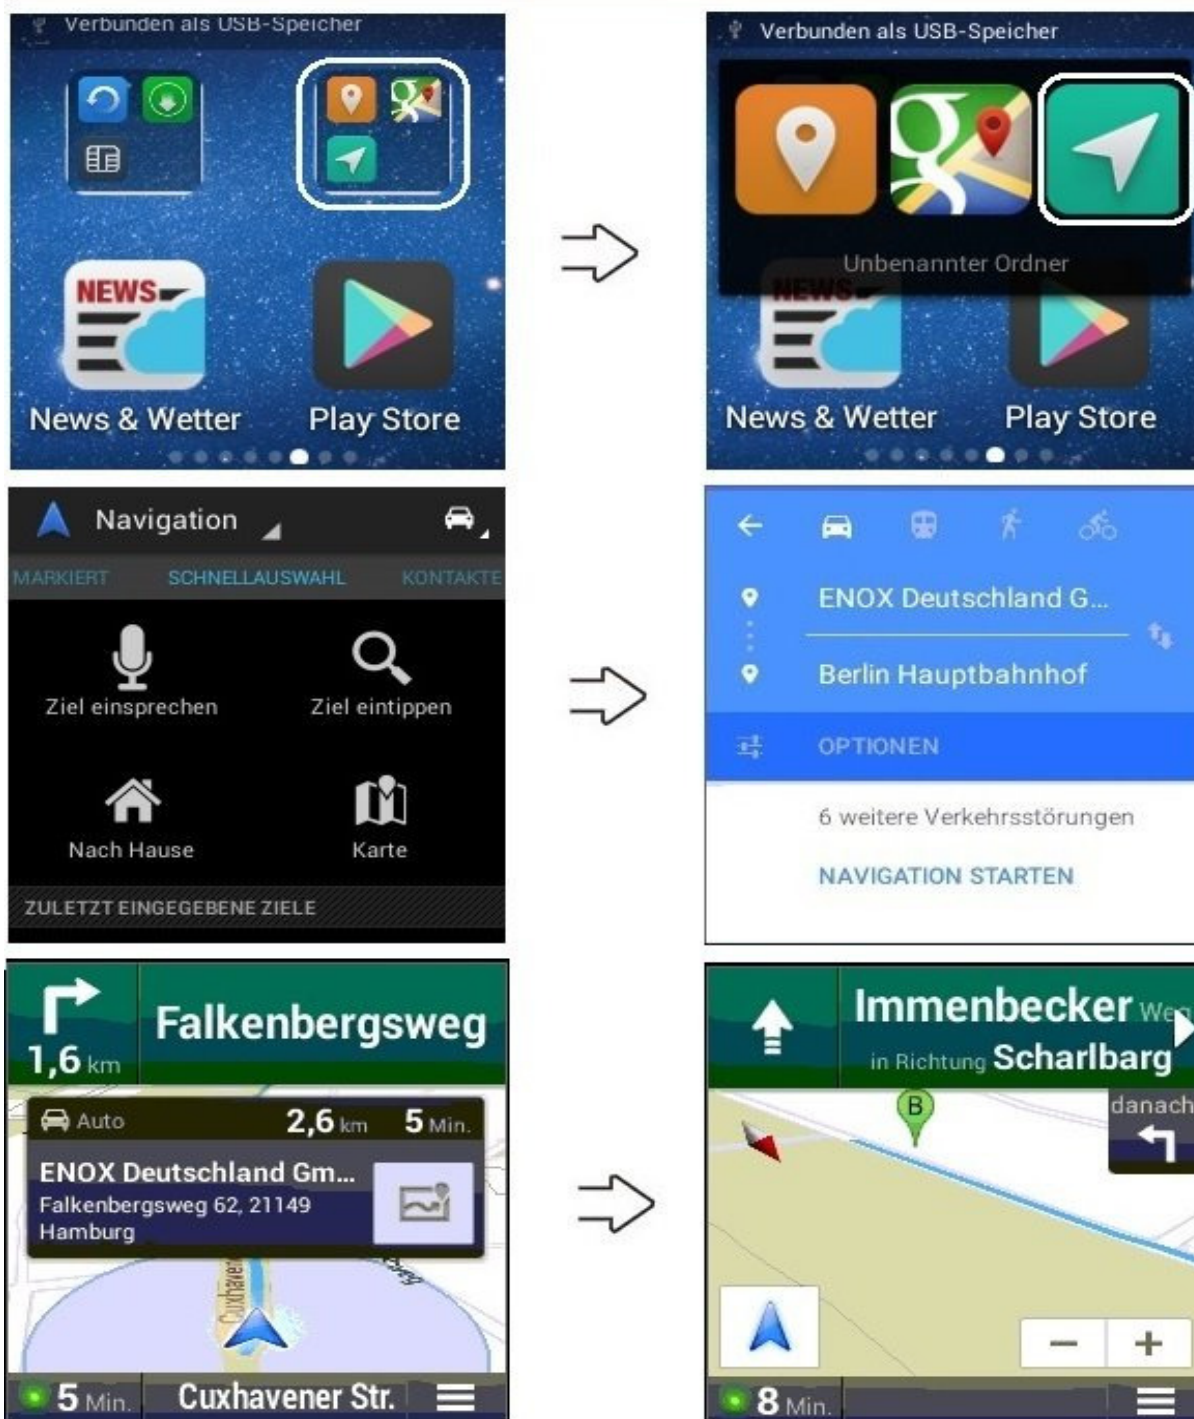 Verbunden als USB-Speicher
NEWS
News & Wetter
Play Store
Verbunden als USB-Speicher
g
Unbenannter Ordner
NEWS
News & Wetter
Play Store
Navigation
MARKIERT
SCHNELLAUSWAHL
KONTAKTE
Ziel einsprechen
Ziel eintippen
Nach Hause
Karte
ZULETZT EINGEGEBENE ZIELE
ENOX Deutschland G...
Berlin Hauptbahnhof
OPTIONEN
6 weitere Verkehrsstörungen
NAVIGATION STARTEN
1,6 km
Falkenbergsweg
Auto 2,6 km 5 Min.
ENOX Deutschland Gm...
Falkenbergsweg 62, 21149
Hamburg
Cuxhaven
5 Min.
Cuxhavener Str.
Immenbecker Weg
in Richtung Scharlbarg
B
danach
8 Min.